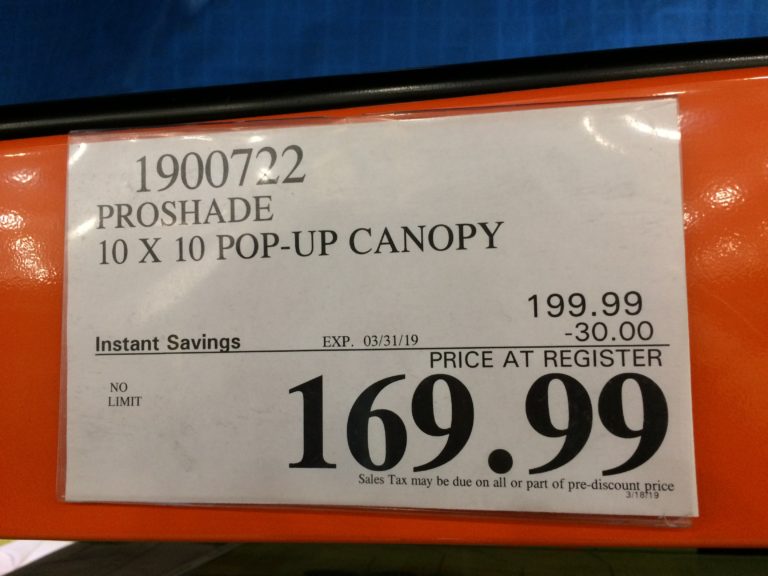 1900722
PROSHADE
10 X 10 POP-UP CANOPY
199.99
-30.00
Instant Savings EXP. 03/31/19
PRICE AT REGISTER
NO
LIMIT
169.99
Sales Tax may be due on all or part of pre-discount price
3/18/19